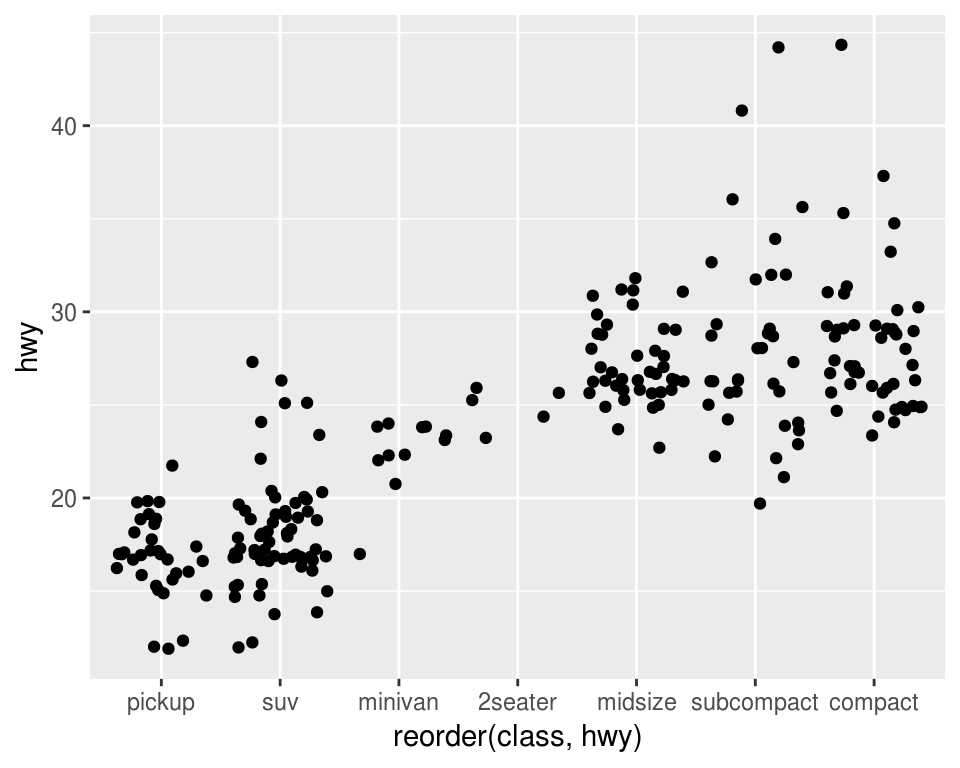 hwy
40
30
20
pickup suv minivan 2seater midsize subcompact compact
reorder(class, hwy)